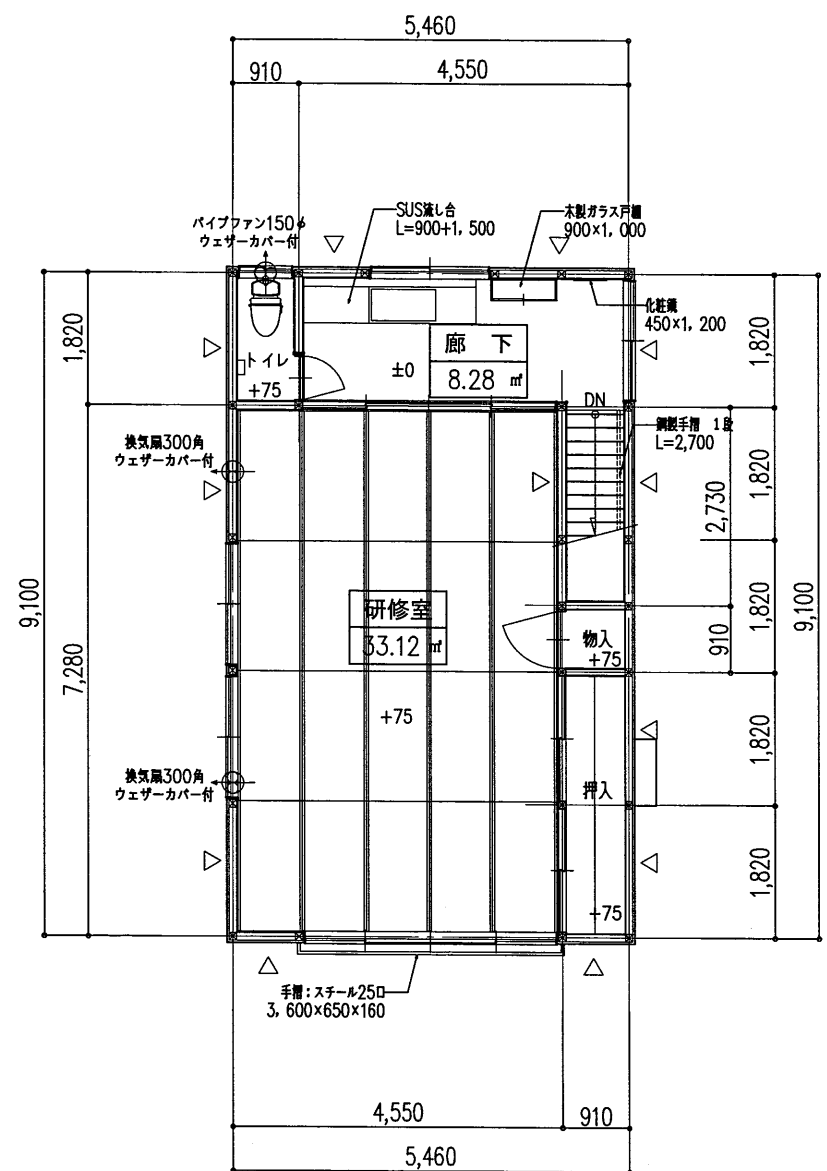 5,460
910
4,550
パイプファン150φ
ウェザーカバー付
SUS流し台
L=900+1,500
木製ガラス戸棚
900×1,000
化粧鏡
450×1,200
1,820
トイレ
+75
±0
廊 下
8.28 ㎡
1,820
DN
鋼製手摺 1段
L=2,700
換気扇300角
ウェザーカバー付
1,820
2,730
9,100
7,280
研修室
33.12 ㎡
物入
+75
910
1,820
9,100
+75
換気扇300角
ウェザーカバー付
押入
1,820
+75
1,820
手摺:スチール25ロ
3,600×650×160
4,550
910
5,460